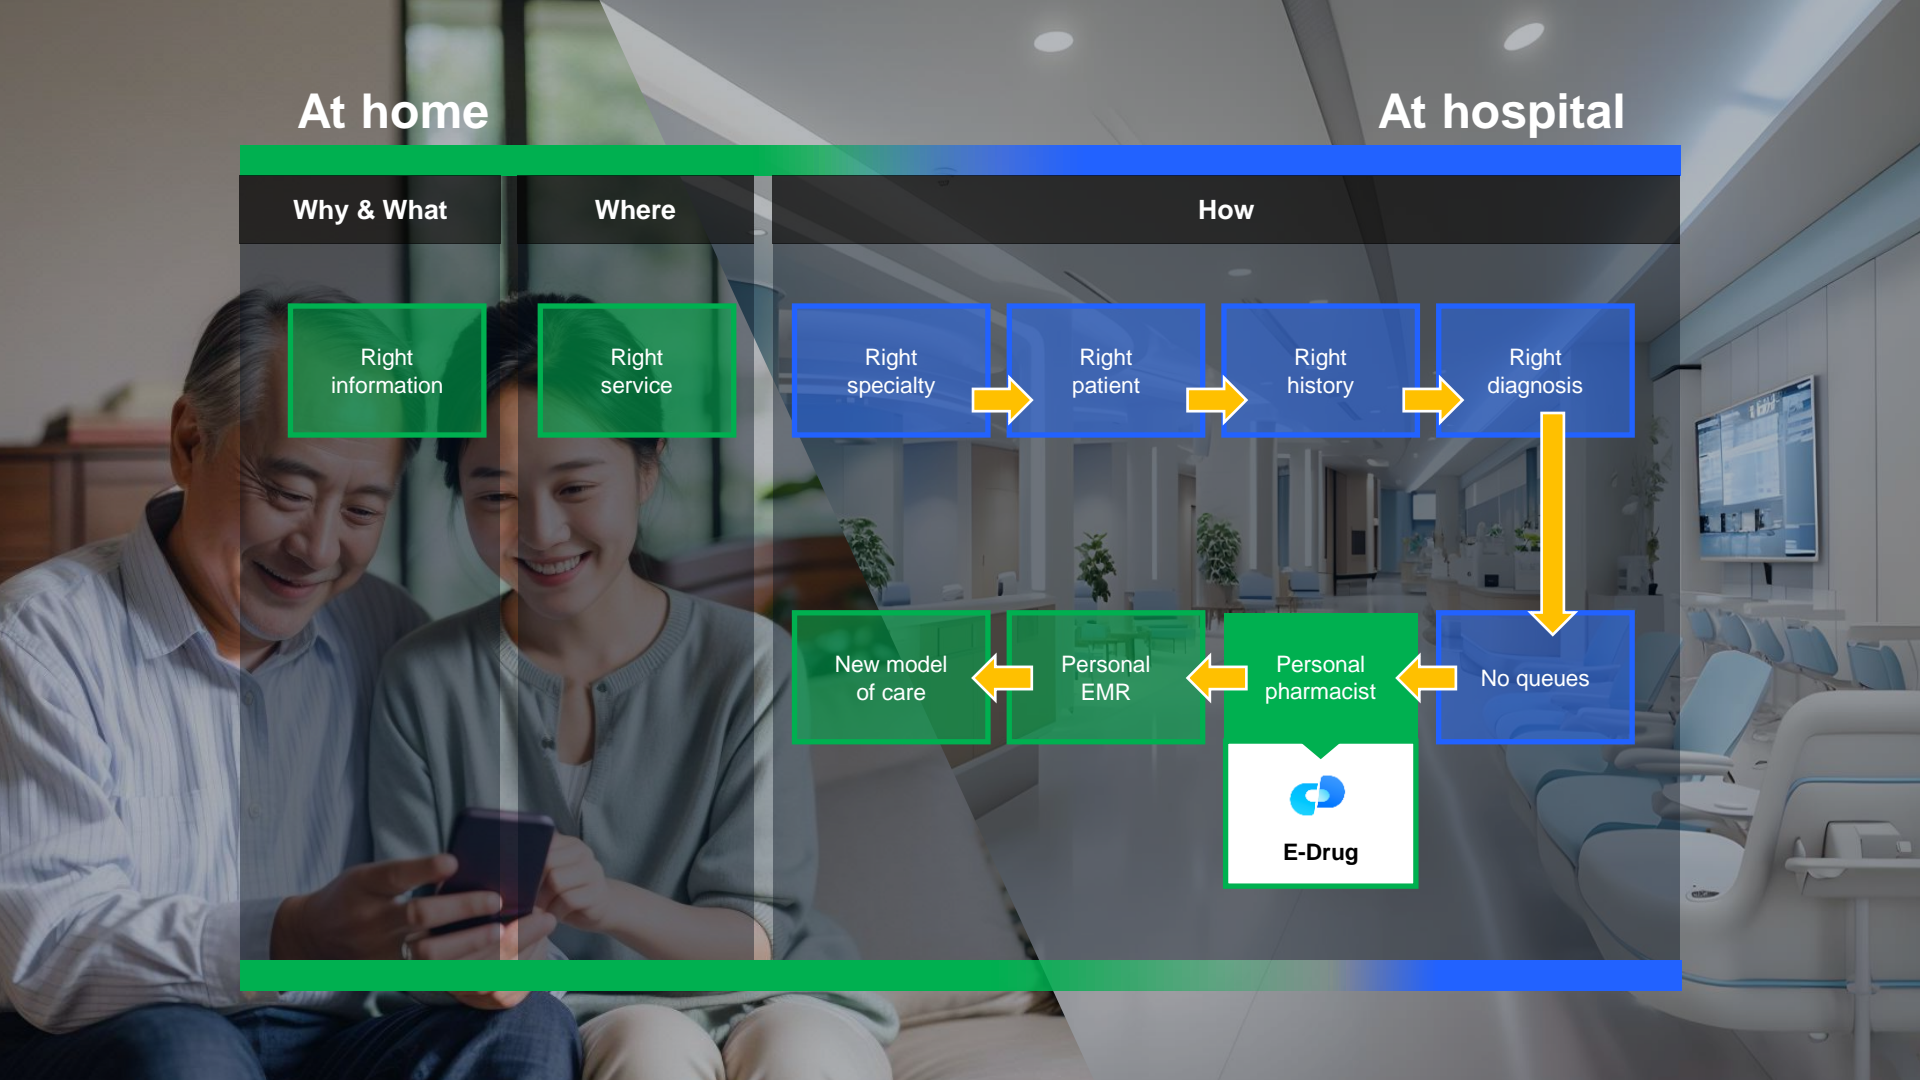 At home
At hospital
Why & What
Where
How
Right
information
Right
service
Right
specialty
Right
patient
Right
history
Right
diagnosis
New model
of care
Personal
EMR
Personal
pharmacist
No queues
E-Drug